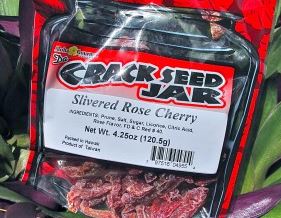 Da
CRACK SEED
JAR
Slivered Rose Cherry
INGREDIENTS: Prune, Salt, Sugar, Licorice, Citric Acid,
Rose Flavor, FD & C Red # 40.
Net Wt. 4.25oz (120.5g)
Packed in Hawaii
Product of Taiwan